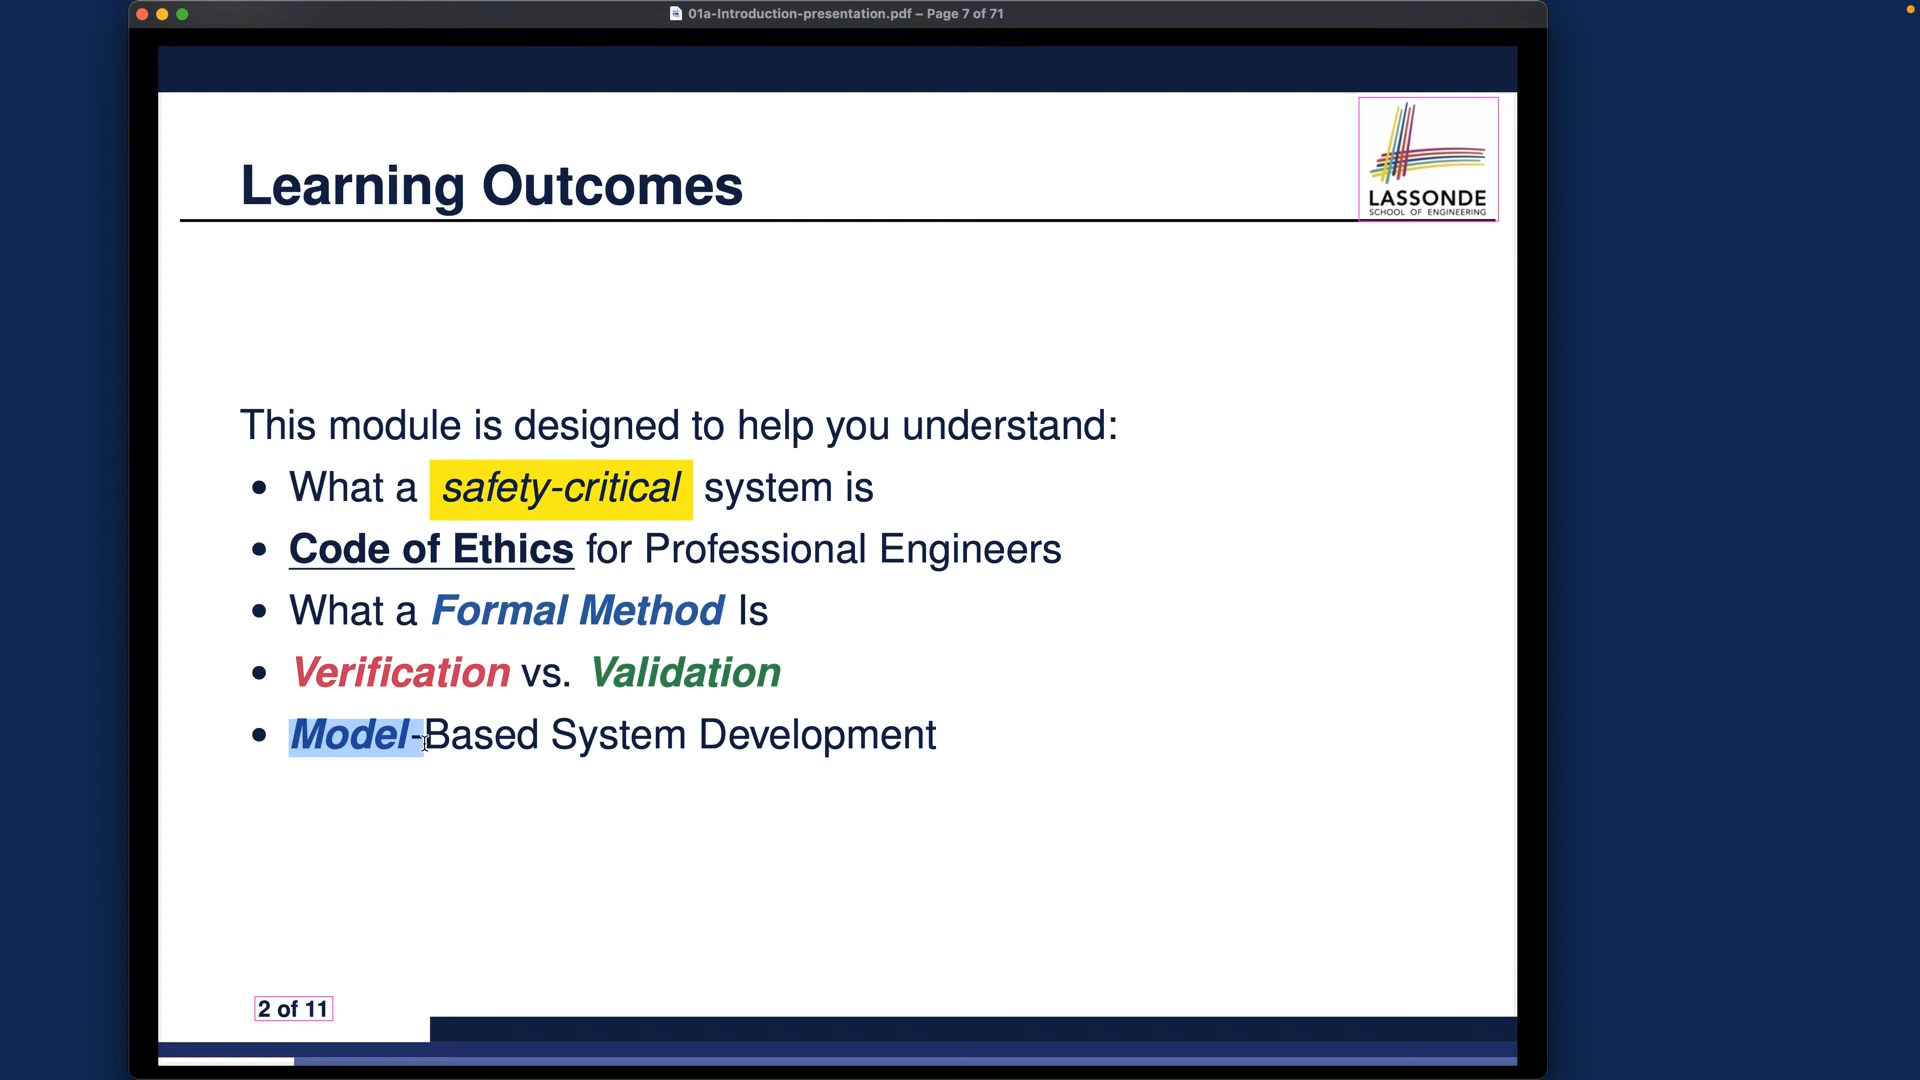 01a-Introduction-presentation.pdf – Page 7 of 71
LASSONDE
SCHOOL OF ENGINEERING
Learning Outcomes
This module is designed to help you understand:
• What a safety-critical system is
• Code of Ethics for Professional Engineers
• What a Formal Method Is
• Verification vs. Validation
• Model-Based System Development
2 of 11